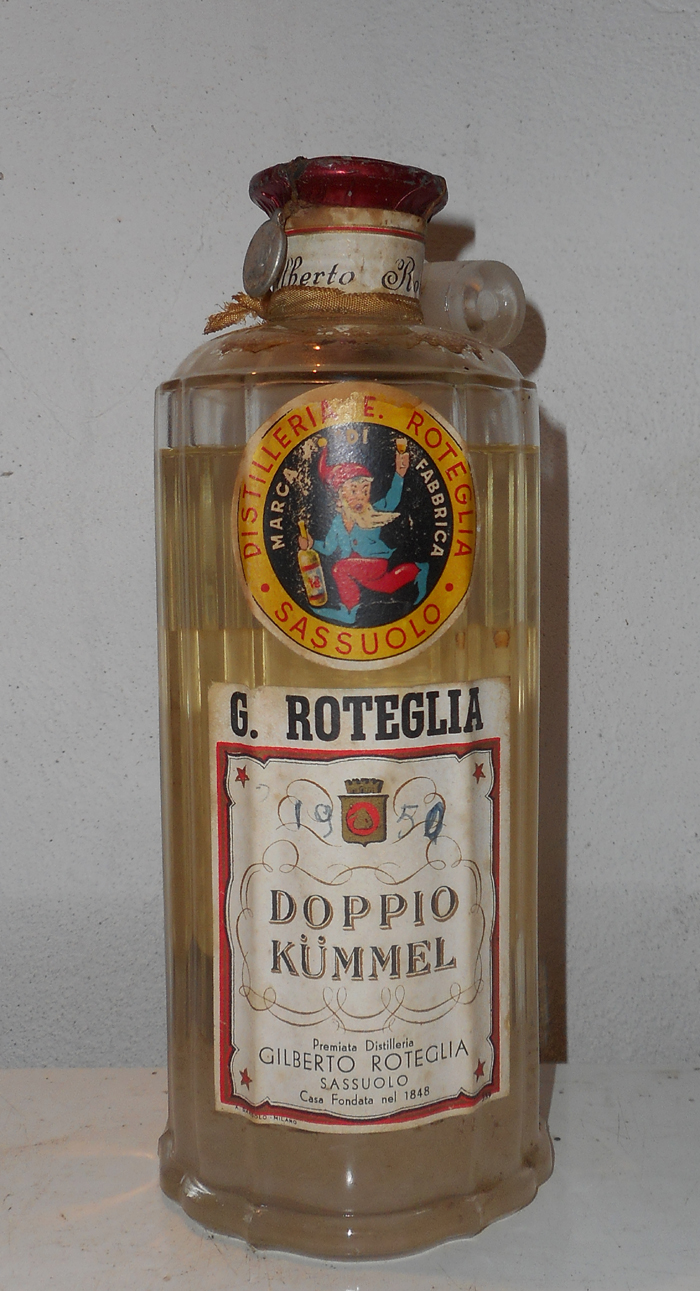 lberto Ro
DISTILLERIA E. ROTEGLIA
MARCA DI FABBRICA
SASSUOLO
G. ROTEGLIA
1950
DOPPIO
KÜMMEL
Premiata Distilleria
GILBERTO ROTEGLIA
SASSUOLO
Casa Fondata nel 1848
MILANO